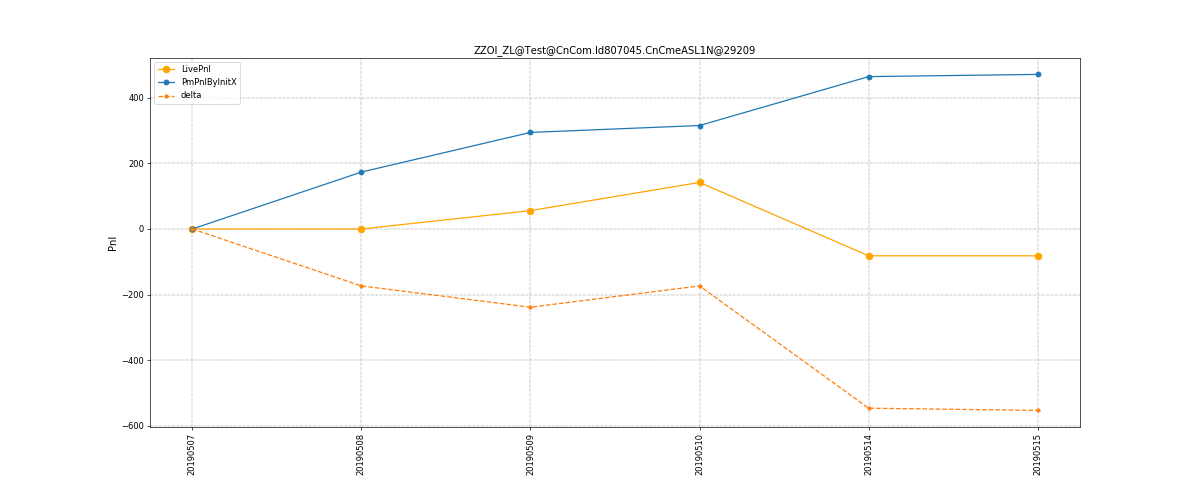 ZZOI_ZL@Test@CnCom.Id807045.CnCmeASL1N@29209
LivePnl
PmPnlByInitX
delta
400
200
0
−200
−400
−600
Pnl
20190507
20190508
20190509
20190510
20190514
20190515